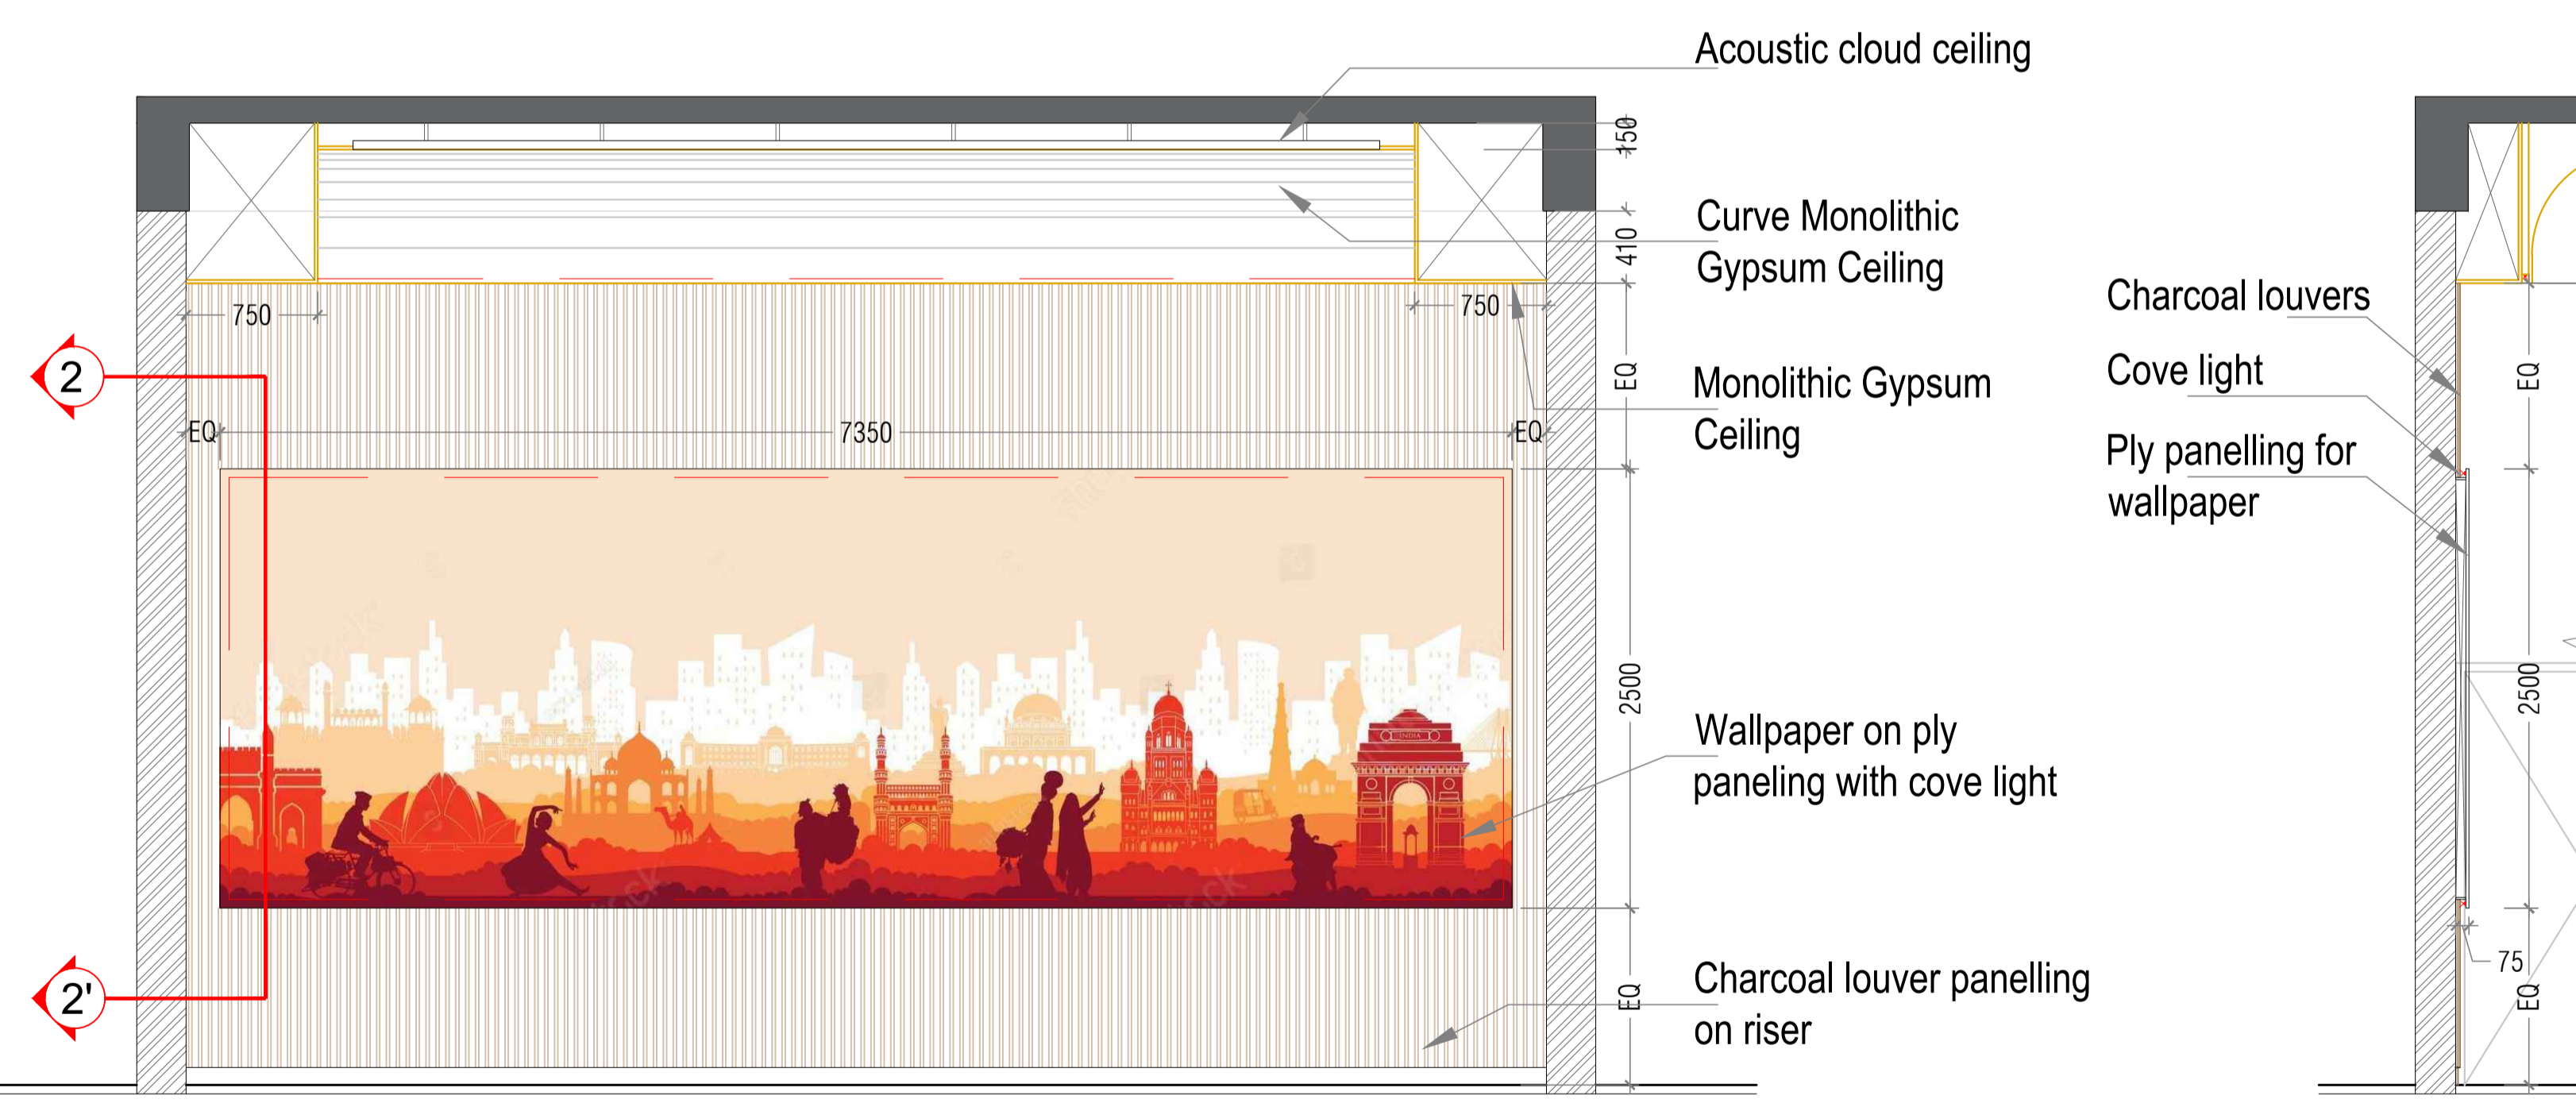 Acoustic cloud ceiling
150
Curve Monolithic
Gypsum Ceiling
410
750
750
Monolithic Gypsum
Ceiling
EQ
2
EQ
7350
EQ
2500
Wallpaper on ply
paneling with cove light
INDIA
Charcoal louver panelling
on riser
EQ
2'
Charcoal louvers
Cove light
Ply panelling for
wallpaper
EQ
2500
75
EQ